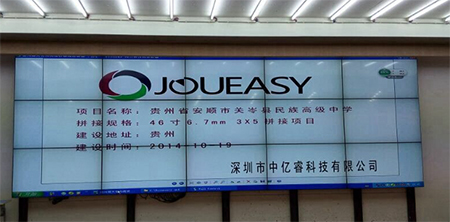 JOUEASY
项目名称：贵州省安顺市关岭县民族高级中学
拼接规格：46寸6.7mm 3X5拼接项目
建设地址：贵州
建设时间：2014-10-19
深圳市中亿睿科技有限公司